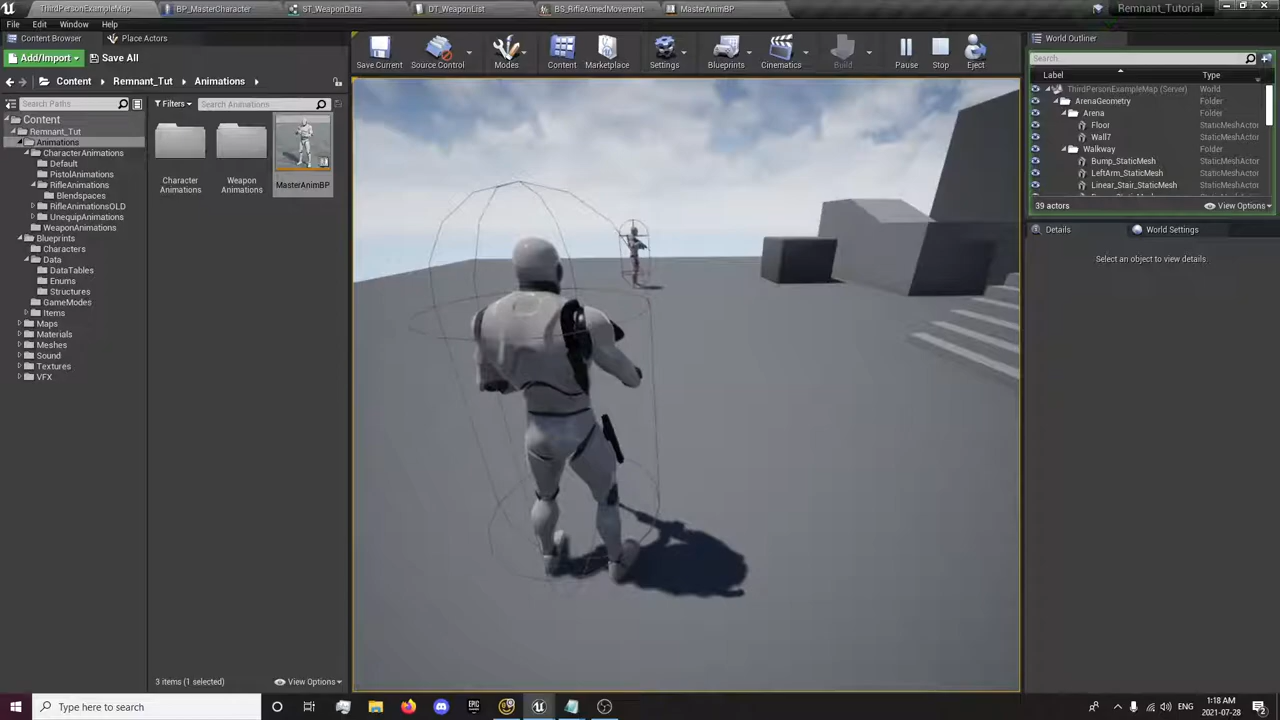 ThirdPersonExampleMap
BP_MasterCharacter
ST_WeaponData
DT_WeaponList
BS_RifleAimedMovement
MasterAnimBP
Remnant_Tutorial
File Edit Window Help
Content Browser
Place Actors
Add/Import
Save All
Save Current
Source Control
Modes
Content
Marketplace
Settings
Blueprints
Cinematics
Build
Pause
Stop
Eject
Content
Remnant_Tut
Animations
Search Paths
Filters
Search Animations
Content
Remnant_Tut
Animations
CharacterAnimations
Default
PistolAnimations
RifleAnimations
Blendspaces
RifleAnimationsOLD
UnequipAnimations
WeaponAnimations
Blueprints
Characters
Data
DataTables
Enums
Structures
GameModes
Items
Maps
Materials
Meshes
Sound
Textures
VFX
Character
Animations
Weapon
Animations
MasterAnimBP
3 items (1 selected)
View Options
World Outliner
Search...
Label
Type
ThirdPersonExampleMap (Server) World
ArenaGeometry Folder
Arena Folder
Floor StaticMeshActor
Wall7 StaticMeshActor
Walkway Folder
Bump_StaticMesh StaticMeshActor
LeftArm_StaticMesh StaticMeshActor
Linear_Stair_StaticMesh StaticMeshActor
39 actors
View Options
Details
World Settings
Select an object to view details.
Type here to search
EPIC
ENG
1:18 AM
2021-07-28